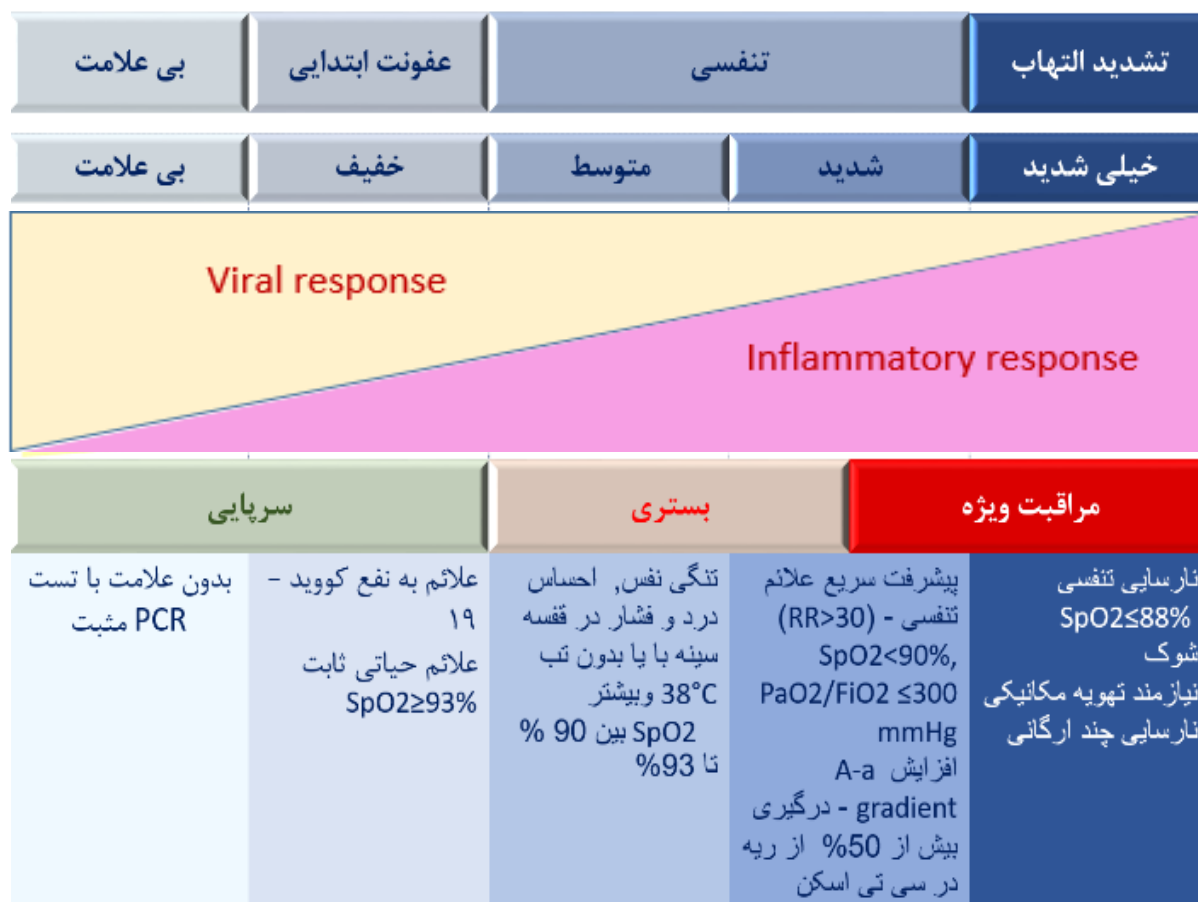 بی علامت
عفونت ابتدایی
تنفسی
تشدید التهاب
بی علامت
خفیف
متوسط
شدید
خیلی شدید
Viral response
Inflammatory response
سرپایی
بستری
مراقبت ویژه
بدون علامت با تست
PCR مثبت
علائم به نفع کووید –
۱۹
علائم حیاتی ثابت
SpO2≥93%
تنگی نفس, احساس
درد و فشار در قفسه
سینه با یا بدون تب
38°C وبیشتر
SpO2 بین 90 %
تا 93%
پیشرفت سریع علائم
تنفسی - (RR>30)
SpO2<90%,
PaO2/FiO2 ≤300
mmHg
افزایش A-a
gradient - درگیری
بیش از 50% از ریه
در سی تی اسکن
نارسایی تنفسی
SpO2≤88%
شوک
نیازمند تهویه مکانیکی
نارسایی چند ارگانی